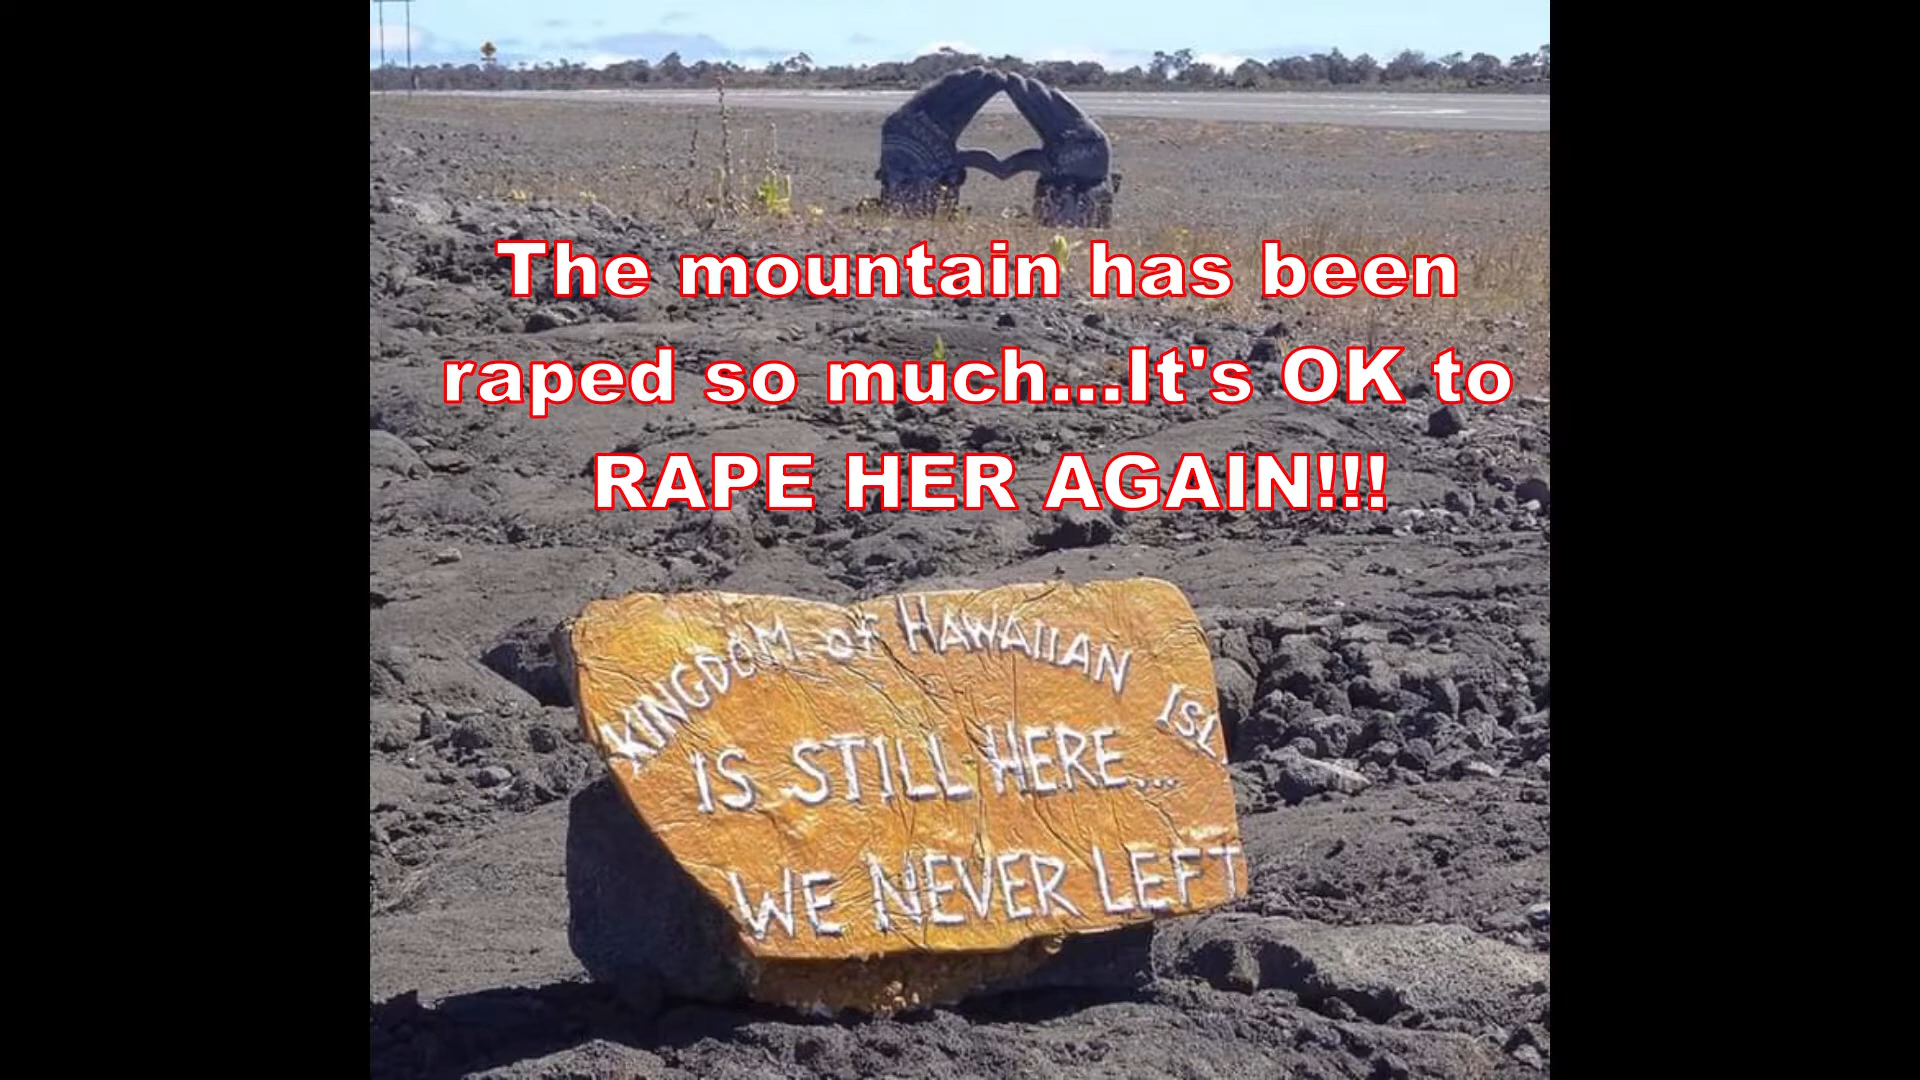 The mountain has been
raped so much...It's OK to
RAPE HER AGAIN!!!
KINGDOM of HAWAIIAN ISL
IS STILL HERE...
WE NEVER LEFT